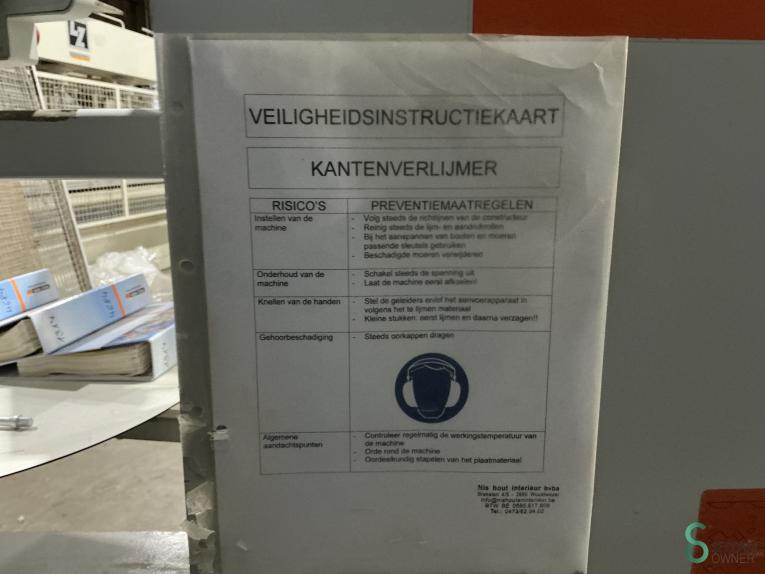 VEILIGHEIDSINSTRUCTIEKAART
KANTENVERLIJMER
RISICO'S PREVENTIEMAATREGELEN
Instellen van de machine
- Volg steeds de richtlijnen van de constructeur
- Reinig steeds de lijm- en aandrukrollen
- Bij het aanspannen van bouten en moeren
passende sleutels gebruiken
- Beschadigde moeren verwijderen
Onderhoud van de machine
- Schakel steeds de spanning uit
- Laat de machine eerst afkoelen!
Knellen van de handen
- Stel de geleiders en/of het aanvoerapparaat in
volgens het te lijmen materiaal
- Kleine stukken: eerst lijmen en daarna verzagen!!
Gehoorbeschadiging
- Steeds oorkappen dragen
Algemene
aandachtspunten
- Controleer regelmatig de werkingstemperatuur van
de machine
- Orde rond de machine
- Oordeelkundig stapelen van het plaatmateriaal
Nis hout interieur bvba
OWNER